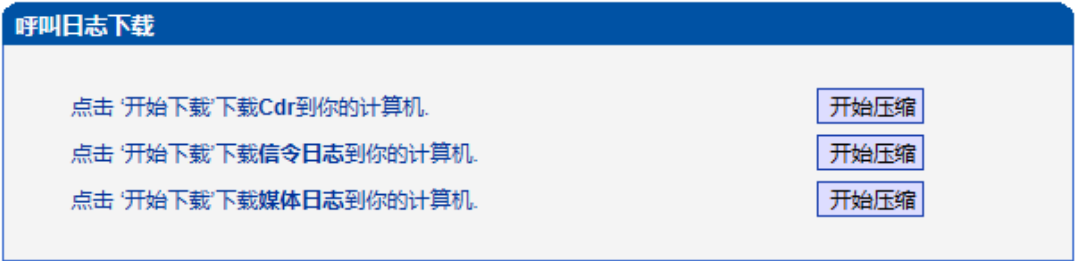 呼叫日志下载
点击 '开始下载'下载Cdr到你的计算机. 开始压缩
点击 '开始下载'下载信令日志到你的计算机. 开始压缩
点击 '开始下载'下载媒体日志到你的计算机. 开始压缩